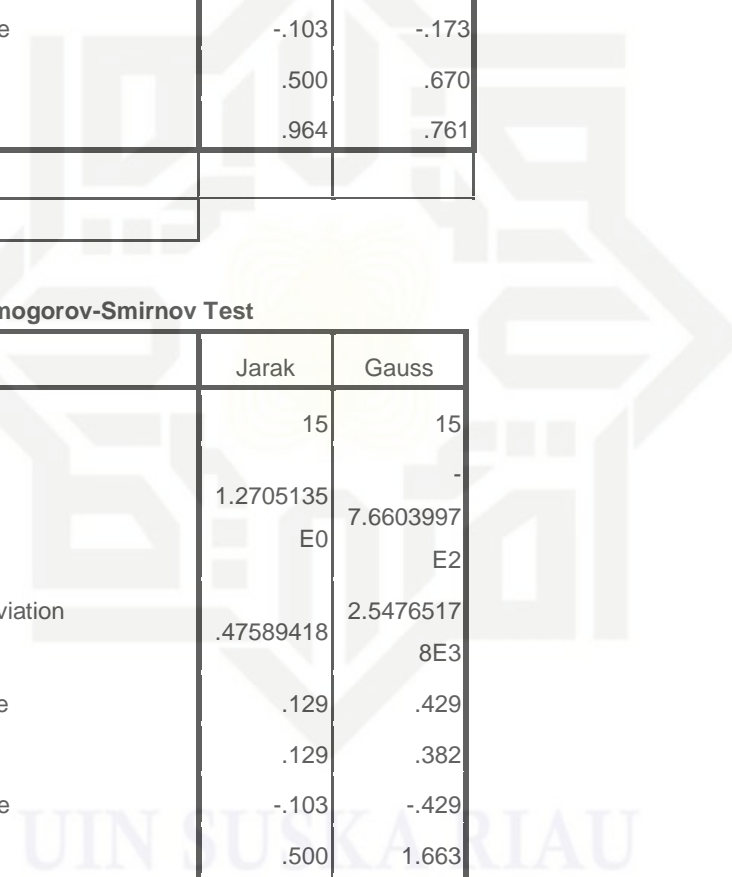 e -.103 -.173
.500 .670
.964 .761
mogorov-Smirnov Test
Jarak Gauss
15 15
1.2705135 -
E0 7.6603997
E2
viation .47589418 2.5476517
8E3
e .129 .429
.129 .382
e -.103 -.429
.500 1.663
UIN SUSKA RIAU